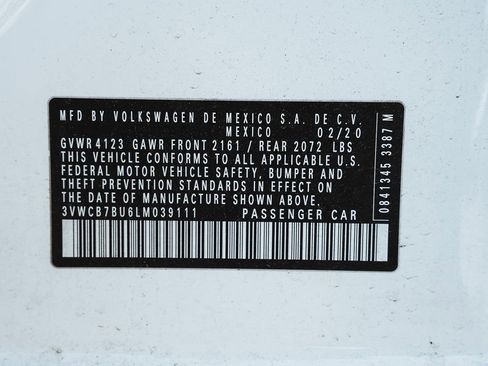 MFD BY VOLKSWAGEN DE MEXICO S.A. DE C.V.
MEXICO 02/20
GVWR 4123 GAWR FRONT 2161 / REAR 2072 LBS
THIS VEHICLE CONFORMS TO ALL APPLICABLE U.S.
FEDERAL MOTOR VEHICLE SAFETY, BUMPER AND
THEFT PREVENTION STANDARDS IN EFFECT ON
THE DATE OF MANUFACTURE SHOWN ABOVE.
3VWCB7BU6LM039111 PASSENGER CAR
0841345 3387 M